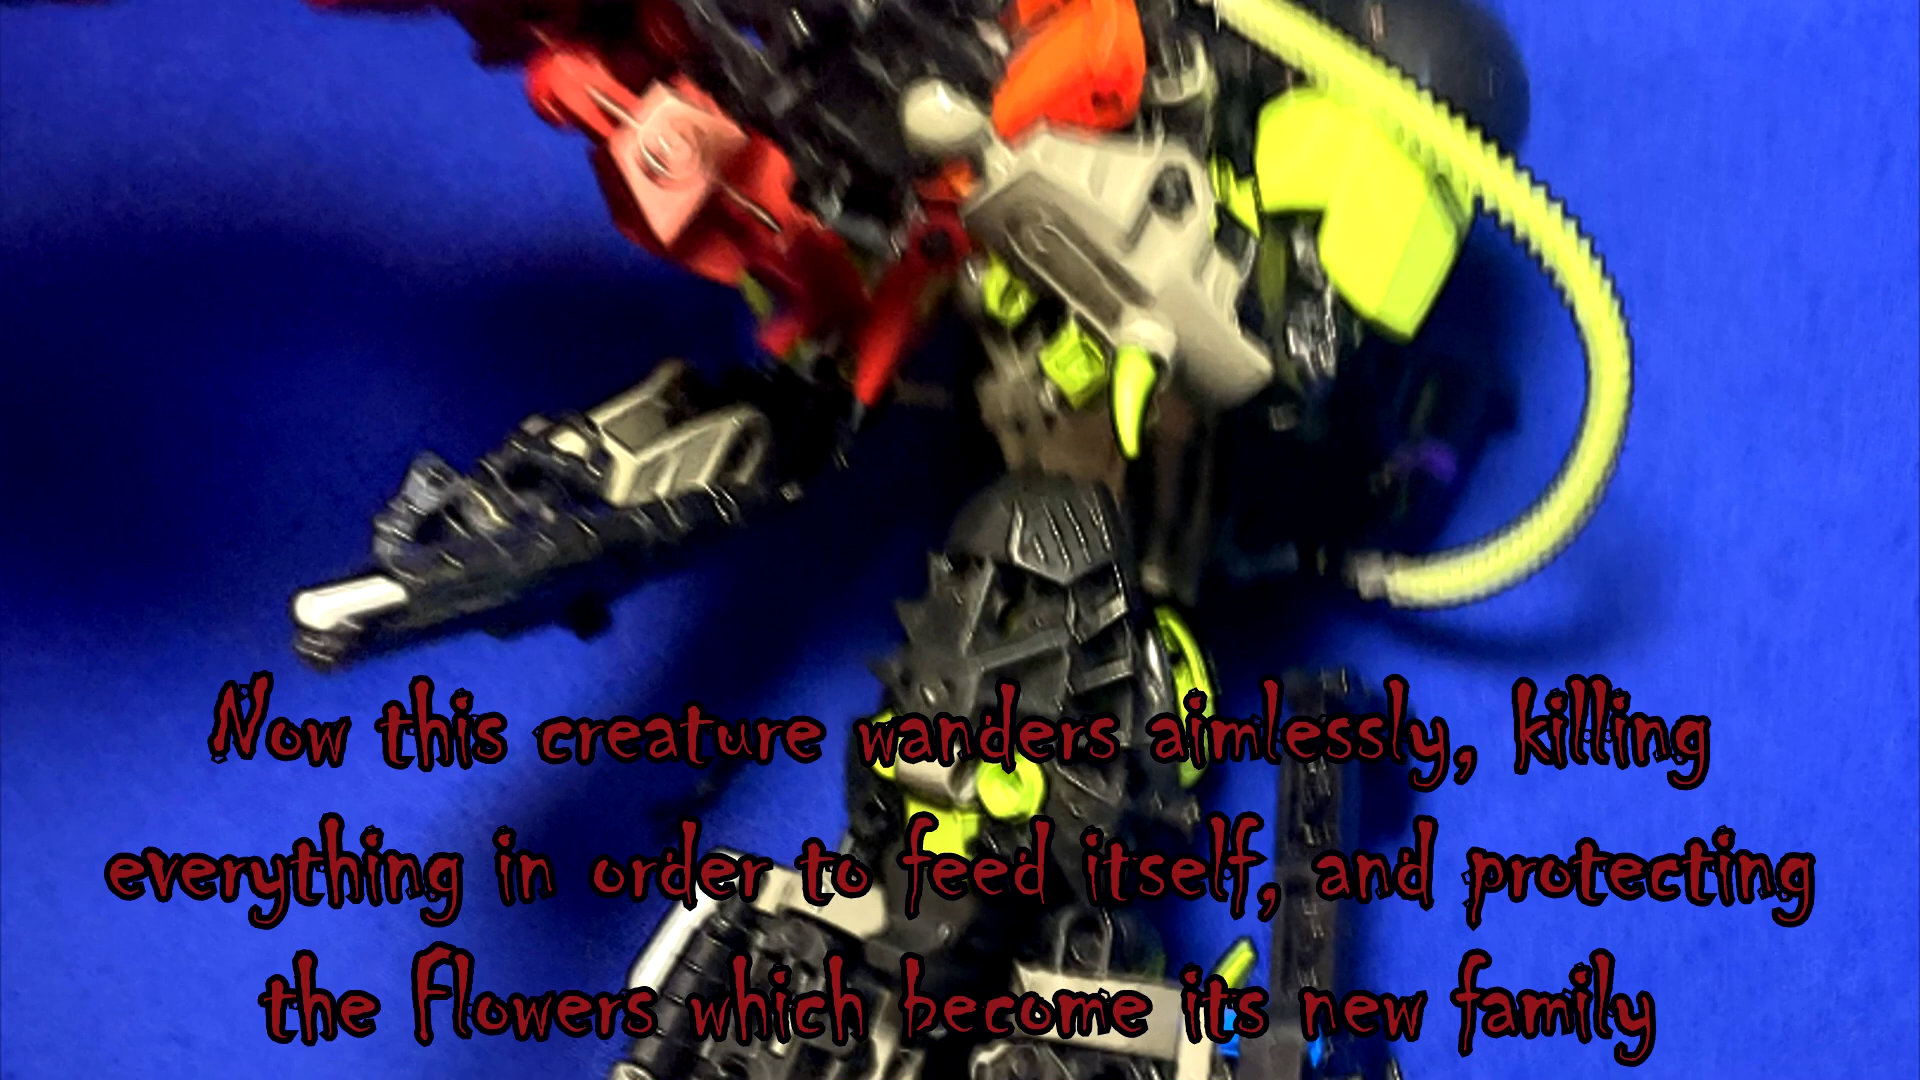 Now this creature wanders aimlessly, killing
everything in order to feed itself, and protecting
the Flowers which become its new family